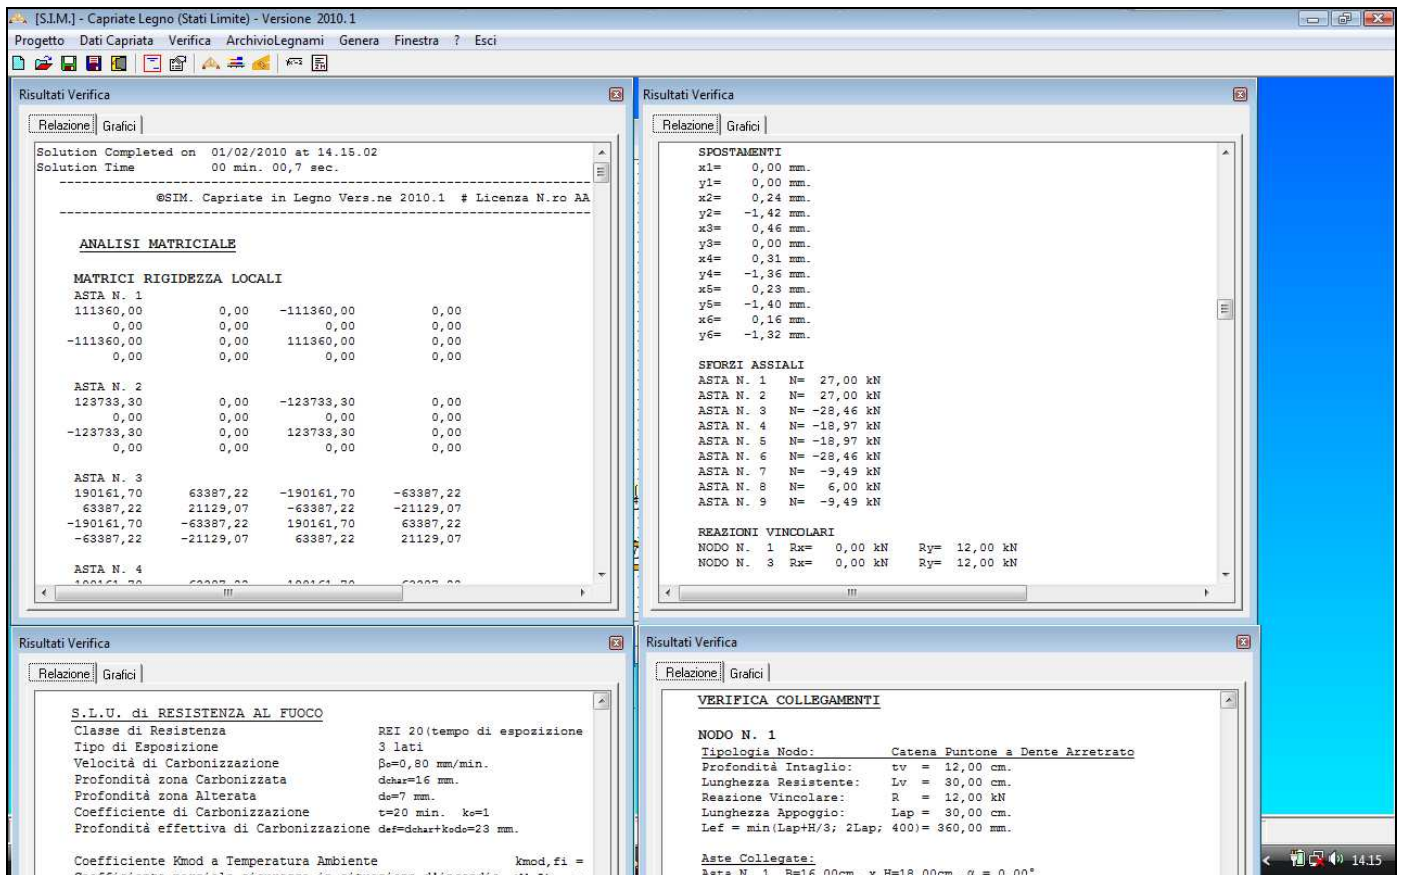 [S.I.M.] - Capriate Legno (Stati Limite) - Versione 2010.1
Progetto Dati Capriata Verifica ArchivioLegnami Genera Finestra ? Esci
Risultati Verifica
Relazione Grafici
Solution Completed on 01/02/2010 at 14.15.02
Solution Time 00 min. 00,7 sec.
©SIM. Capriate in Legno Vers.ne 2010.1 # Licenza N.ro AA
ANALISI MATRICIALE
MATRICI RIGIDEZZA LOCALI
ASTA N. 1
111360,00 0,00 -111360,00 0,00
0,00 0,00 0,00 0,00
-111360,00 0,00 111360,00 0,00
0,00 0,00 0,00 0,00
ASTA N. 2
123733,30 0,00 -123733,30 0,00
0,00 0,00 0,00 0,00
-123733,30 0,00 123733,30 0,00
0,00 0,00 0,00 0,00
ASTA N. 3
190161,70 63387,22 -190161,70 -63387,22
63387,22 21129,07 -63387,22 -21129,07
-190161,70 -63387,22 190161,70 63387,22
-63387,22 -21129,07 63387,22 21129,07
ASTA N. 4
Risultati Verifica
Relazione Grafici
SPOSTAMENTI
x1= 0,00 mm.
y1= 0,00 mm.
x2= 0,24 mm.
y2= -1,42 mm.
x3= 0,46 mm.
y3= 0,00 mm.
x4= 0,31 mm.
y4= -1,36 mm.
x5= 0,23 mm.
y5= -1,40 mm.
x6= 0,16 mm.
y6= -1,32 mm.
SFORZI ASSIALI
ASTA N. 1 N= 27,00 kN
ASTA N. 2 N= 27,00 kN
ASTA N. 3 N= -28,46 kN
ASTA N. 4 N= -18,97 kN
ASTA N. 5 N= -18,97 kN
ASTA N. 6 N= -28,46 kN
ASTA N. 7 N= -9,49 kN
ASTA N. 8 N= 6,00 kN
ASTA N. 9 N= -9,49 kN
REAZIONI VINCOLARI
NODO N. 1 Rx= 0,00 kN Ry= 12,00 kN
NODO N. 3 Rx= 0,00 kN Ry= 12,00 kN
Risultati Verifica
Relazione Grafici
S.L.U. di RESISTENZA AL FUOCO
Classe di Resistenza REI 20(tempo di espozizione
Tipo di Esposizione 3 lati
Velocità di Carbonizzazione βo=0,80 mm/min.
Profondità zona Carbonizzata dchar=16 mm.
Profondità zona Alterata do=7 mm.
Coefficiente di Carbonizzazione t=20 min. ko=1
Profondità effettiva di Carbonizzazione def=dchar+kodo=23 mm.
Coefficiente Kmod a Temperatura Ambiente kmod,fi =
Risultati Verifica
Relazione Grafici
VERIFICA COLLEGAMENTI
NODO N. 1
Tipologia Nodo: Catena Puntone a Dente Arretrato
Profondità Intaglio: tv = 12,00 cm.
Lunghezza Resistente: Lv = 30,00 cm.
Reazione Vincolare: R = 12,00 kN
Lunghezza Appoggio: Lap = 30,00 cm.
Lef = min(Lap+H/3; 2Lap; 400)= 360,00 mm.
Aste Collegate:
Asta N. 1 B=16,00cm x H=18,00cm α = 0,00°
14.15